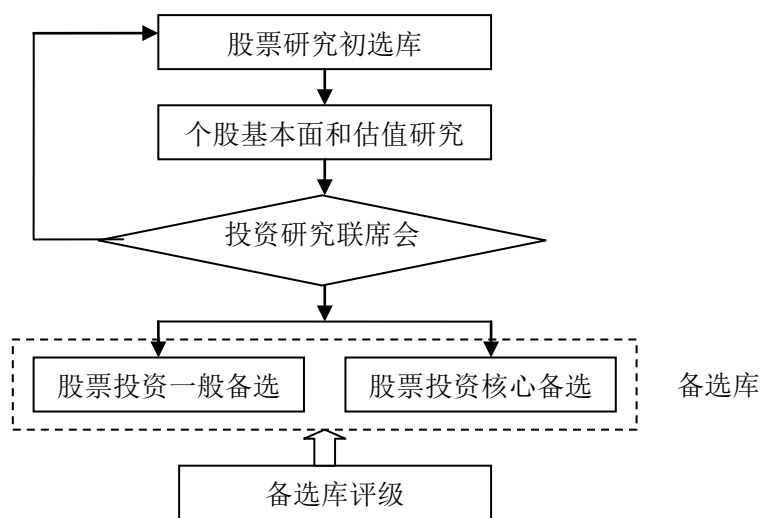 股票研究初选库
个股基本面和估值研究
投资研究联席会
股票投资一般备选
股票投资核心备选
备选库
备选库评级